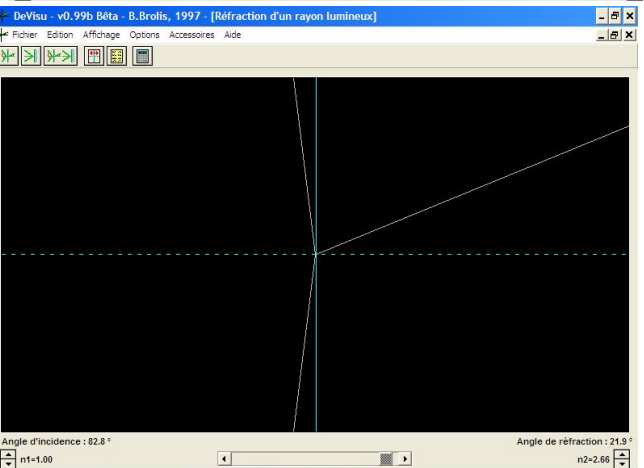 DeVisu - v0.99b Bêta - B.Brolis, 1997 - [Réfraction d'un rayon lumineux]
Fichier Edition Affichage Options Accessoires Aide
Angle d'incidence : 82.8 ° Angle de réfraction : 21.9 °
n1=1.00 n2=2.66